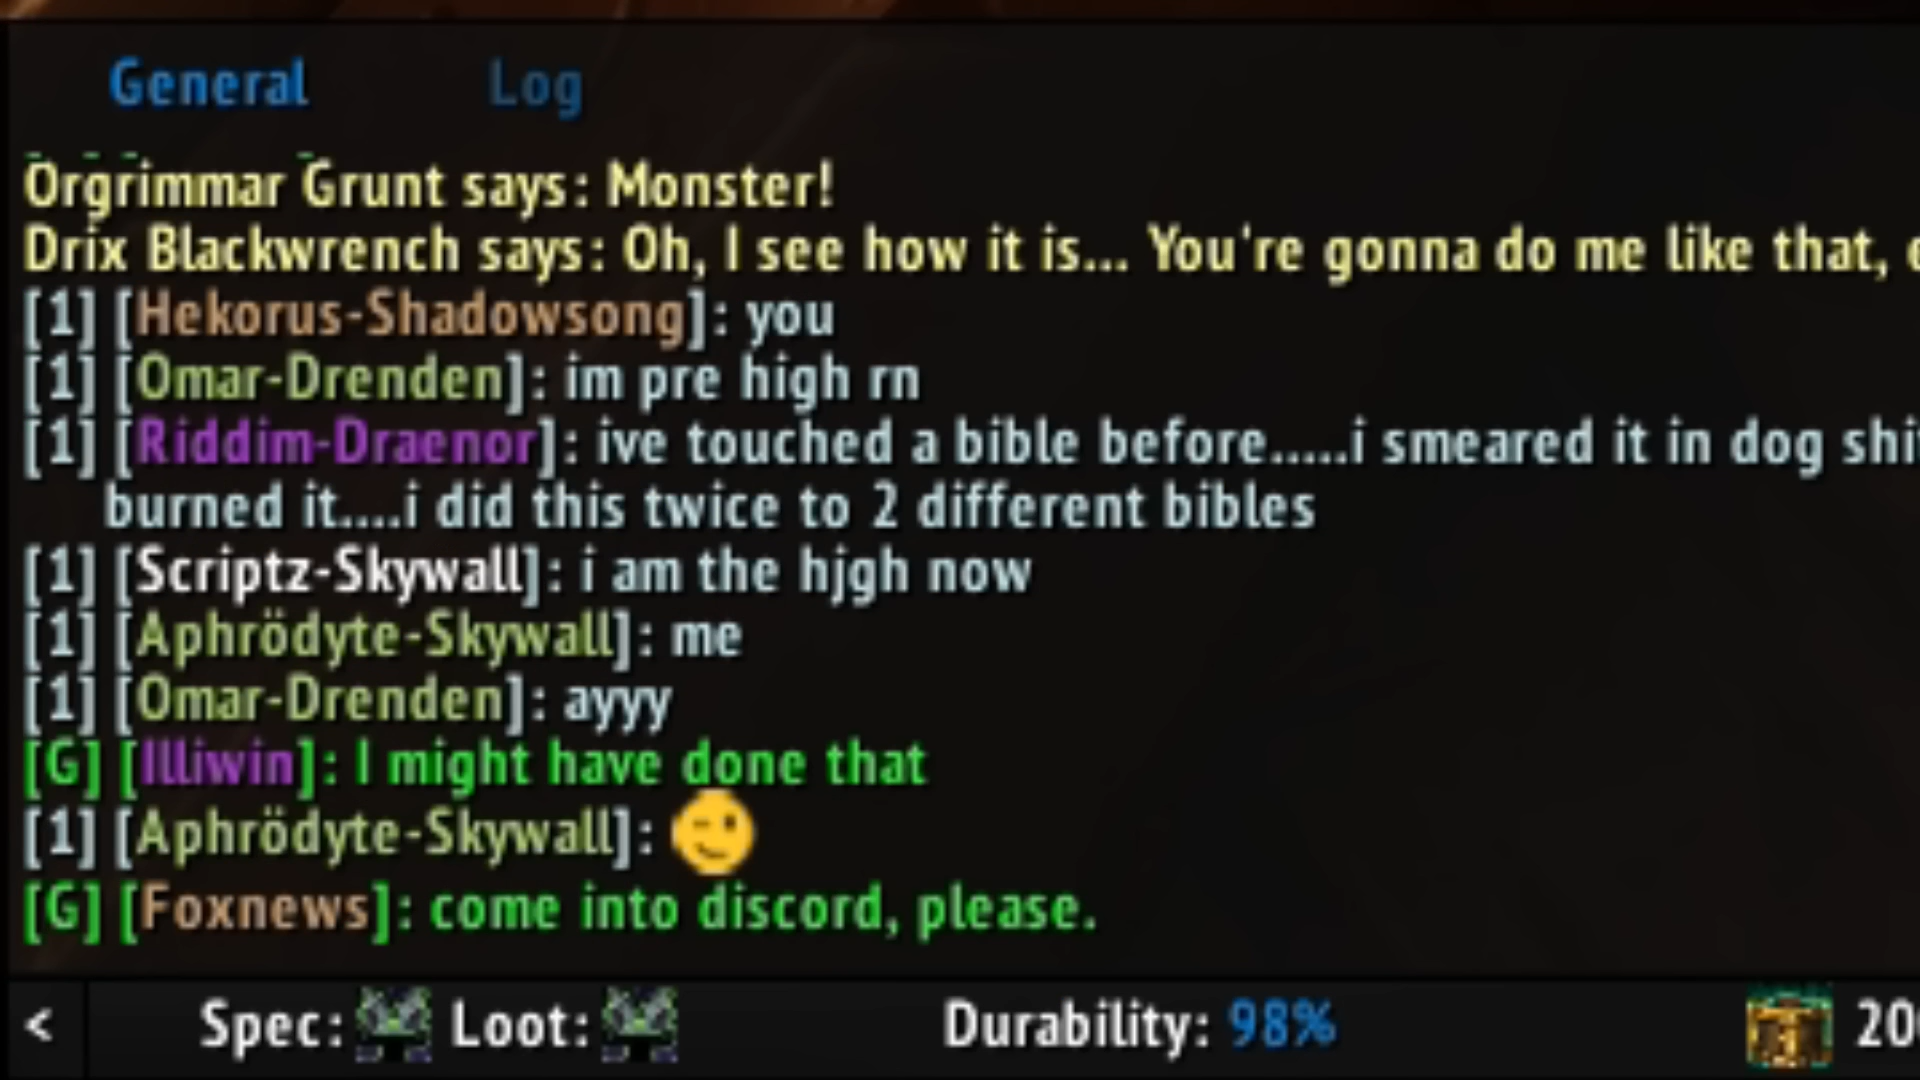 General Log
Orgrimmar Grunt says: Monster!
Drix Blackwrench says: Oh, I see how it is... You're gonna do me like that,
[1] [Hekorus-Shadowsong]: you
[1] [Omar-Drenden]: im pre high rn
[1] [Riddim-Draenor]: ive touched a bible before.....i smeared it in dog
burned it....i did this twice to 2 different bibles
[1] [Scriptz-Skywall]: i am the hjgh now
[1] [Aphrödyte-Skywall]: me
[1] [Omar-Drenden]: ayyy
[G] [Illiwin]: I might have done that
[1] [Aphrödyte-Skywall]: 😉
[G] [Foxnews]: come into discord, please.
< Spec: Loot: Durability: 98%